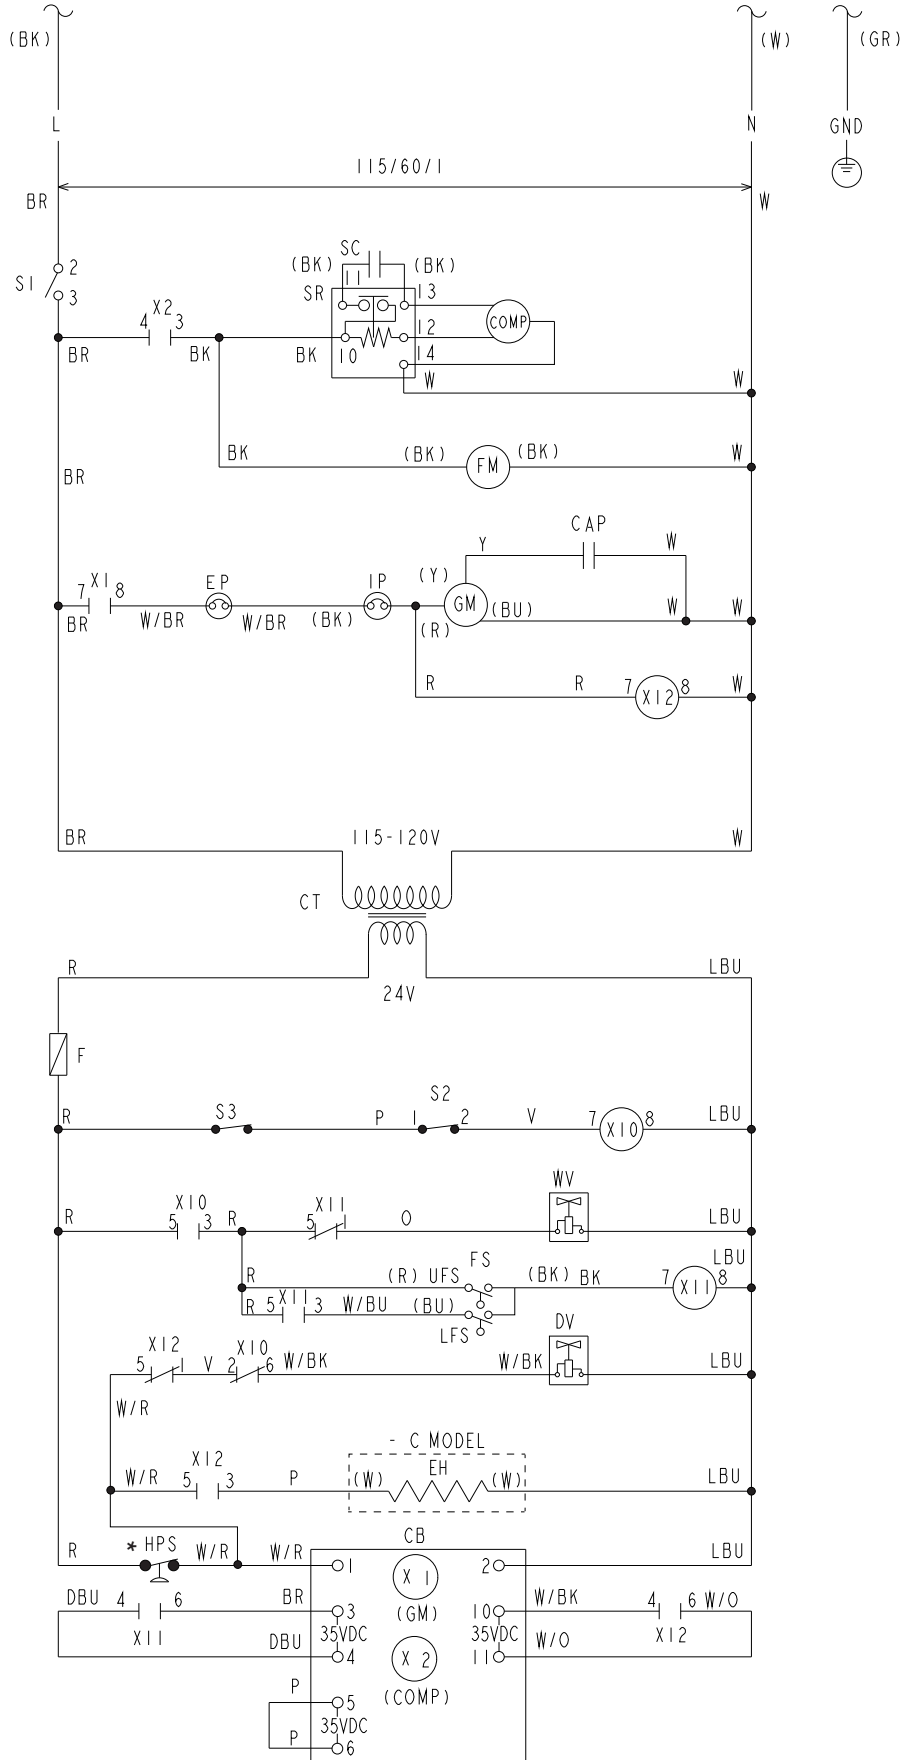 (BK) (W) (GR)
L N GND
115/60/1
BR W
SC
(BK) (BK)
2 11
S1 SR 13
3
X2 COMP
4 3 12
BR BK BK 10 14
W W
BK (BK) (BK) W
FM
BR
CAP
Y W
X1 EP IP (Y)
7 8 GM (BU) W W
BR W/BR W/BR (BK) (R)
R R 7 8 W
X12
BR 115-120V W
CT
R LBU
24V
F
S3 S2
R P 1 2 V 7 8 LBU
X10
WV
X10 X11
R 5 3 R 5 1 O LBU
FS LBU
R (R) UFS (BK) BK 7 8
X11 X11
R 5 3 W/BU (BU)
LFS DV
X12 X10
5 1 V 2 6 W/BK W/BK LBU
W/R
- C MODEL
X12 EH
W/R 5 3 P (W) (W) LBU
CB
* HPS
R W/R W/R LBU
1 2
X 1
DBU 4 6 BR (GM) W/BK 4 6 W/O
3 10
X11 35VDC 35VDC X12
DBU W/O
4 X 2 11
P (COMP)
5
35VDC
P
6